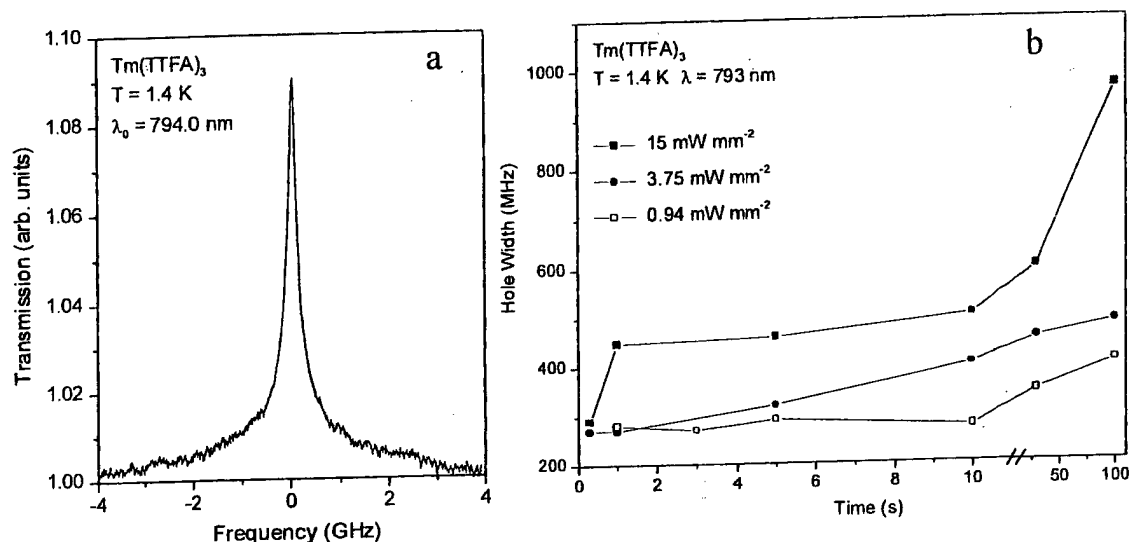 a
Tm(TTFA)₃
T = 1.4 K
λ₀ = 794.0 nm
1.10
1.08
1.06
1.04
1.02
1.00
Transmission (arb. units)
-4
-2
0
2
4
Frequency (GHz)
b
Tm(TTFA)₃
T = 1.4 K λ = 793 nm
15 mW mm⁻²
3.75 mW mm⁻²
0.94 mW mm⁻²
1000
800
600
400
200
Hole Width (MHz)
0
2
4
6
8
10
50
100
Time (s)